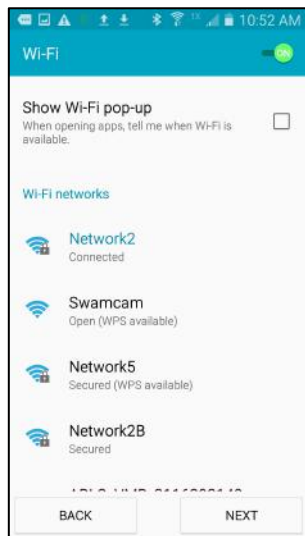 10:52 AM
Wi-Fi
ON
Show Wi-Fi pop-up
When opening apps, tell me when Wi-Fi is
available.
Wi-Fi networks
Network2
Connected
Swamcam
Open (WPS available)
Network5
Secured (WPS available)
Network2B
Secured
BACK
NEXT